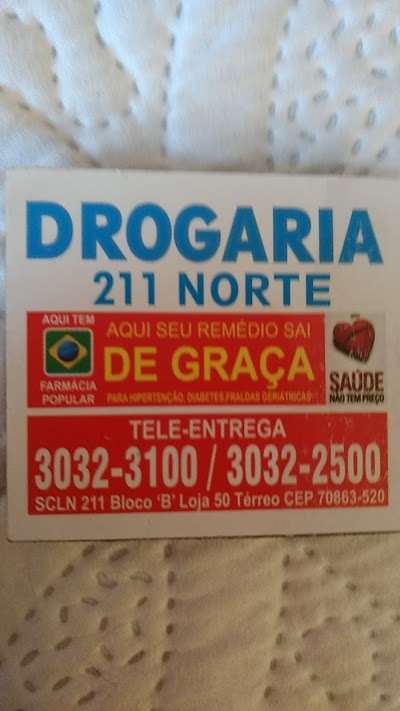 DROGARIA
211 NORTE
AQUI TEM
FARMÁCIA
POPULAR
AQUI SEU REMÉDIO SAI
DE GRAÇA
PARA HIPERTENÇÃO, DIABETES FRALDAS GERIÁTRICAS
SAÚDE
NÃO TEM PREÇO
TELE-ENTREGA
3032-3100 / 3032-2500
SCLN 211 Bloco 'B' Loja 50 Térreo CEP 70863-520